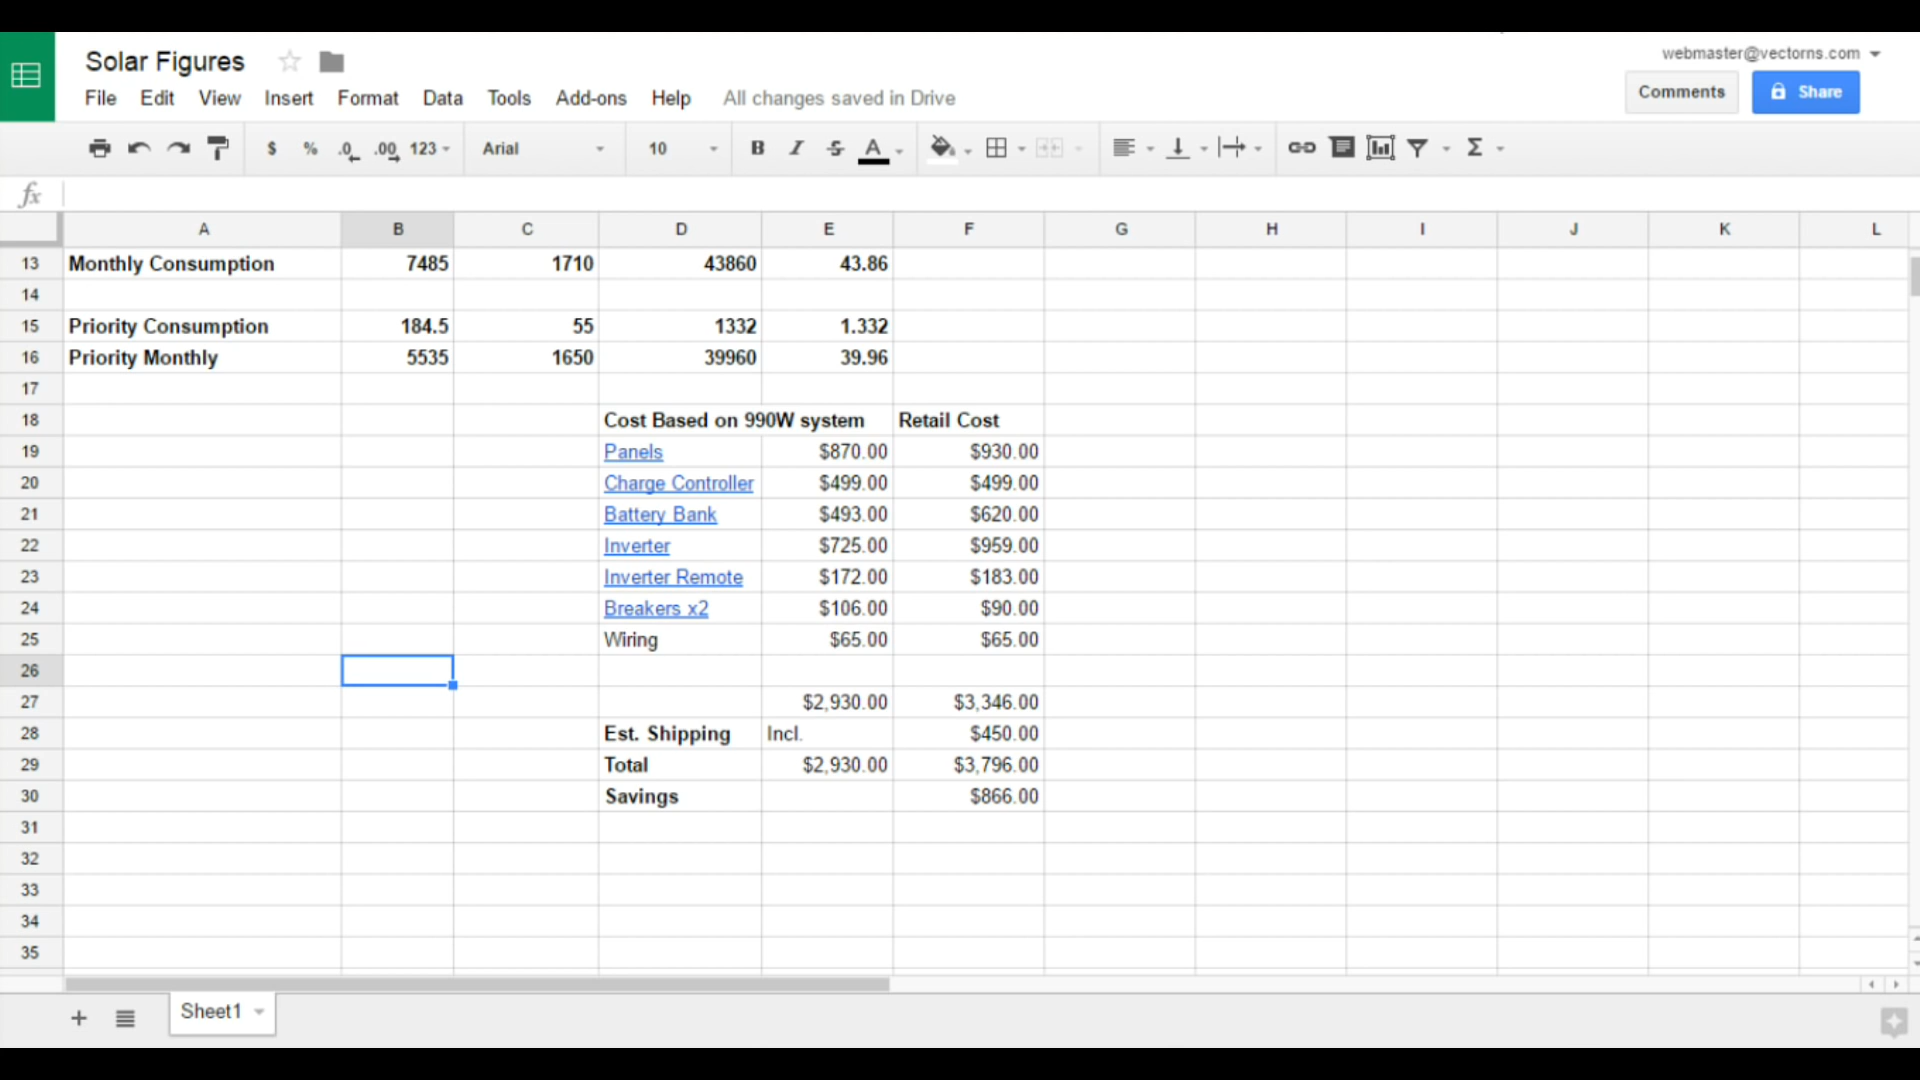 Solar Figures
webmaster@vectorns.com
File Edit View Insert Format Data Tools Add-ons Help All changes saved in Drive
Comments Share
$ % .0 .00 123 Arial 10 B I S A Σ
fx
A B C D E F G H I J K L
13 Monthly Consumption 7485 1710 43860 43.86
14
15 Priority Consumption 184.5 55 1332 1.332
16 Priority Monthly 5535 1650 39960 39.96
17
18 Cost Based on 990W system Retail Cost
19 Panels $870.00 $930.00
20 Charge Controller $499.00 $499.00
21 Battery Bank $493.00 $620.00
22 Inverter $725.00 $959.00
23 Inverter Remote $172.00 $183.00
24 Breakers x2 $106.00 $90.00
25 Wiring $65.00 $65.00
26
27 $2,930.00 $3,346.00
28 Est. Shipping Incl. $450.00
29 Total $2,930.00 $3,796.00
30 Savings $866.00
31
32
33
34
35
+ Sheet1